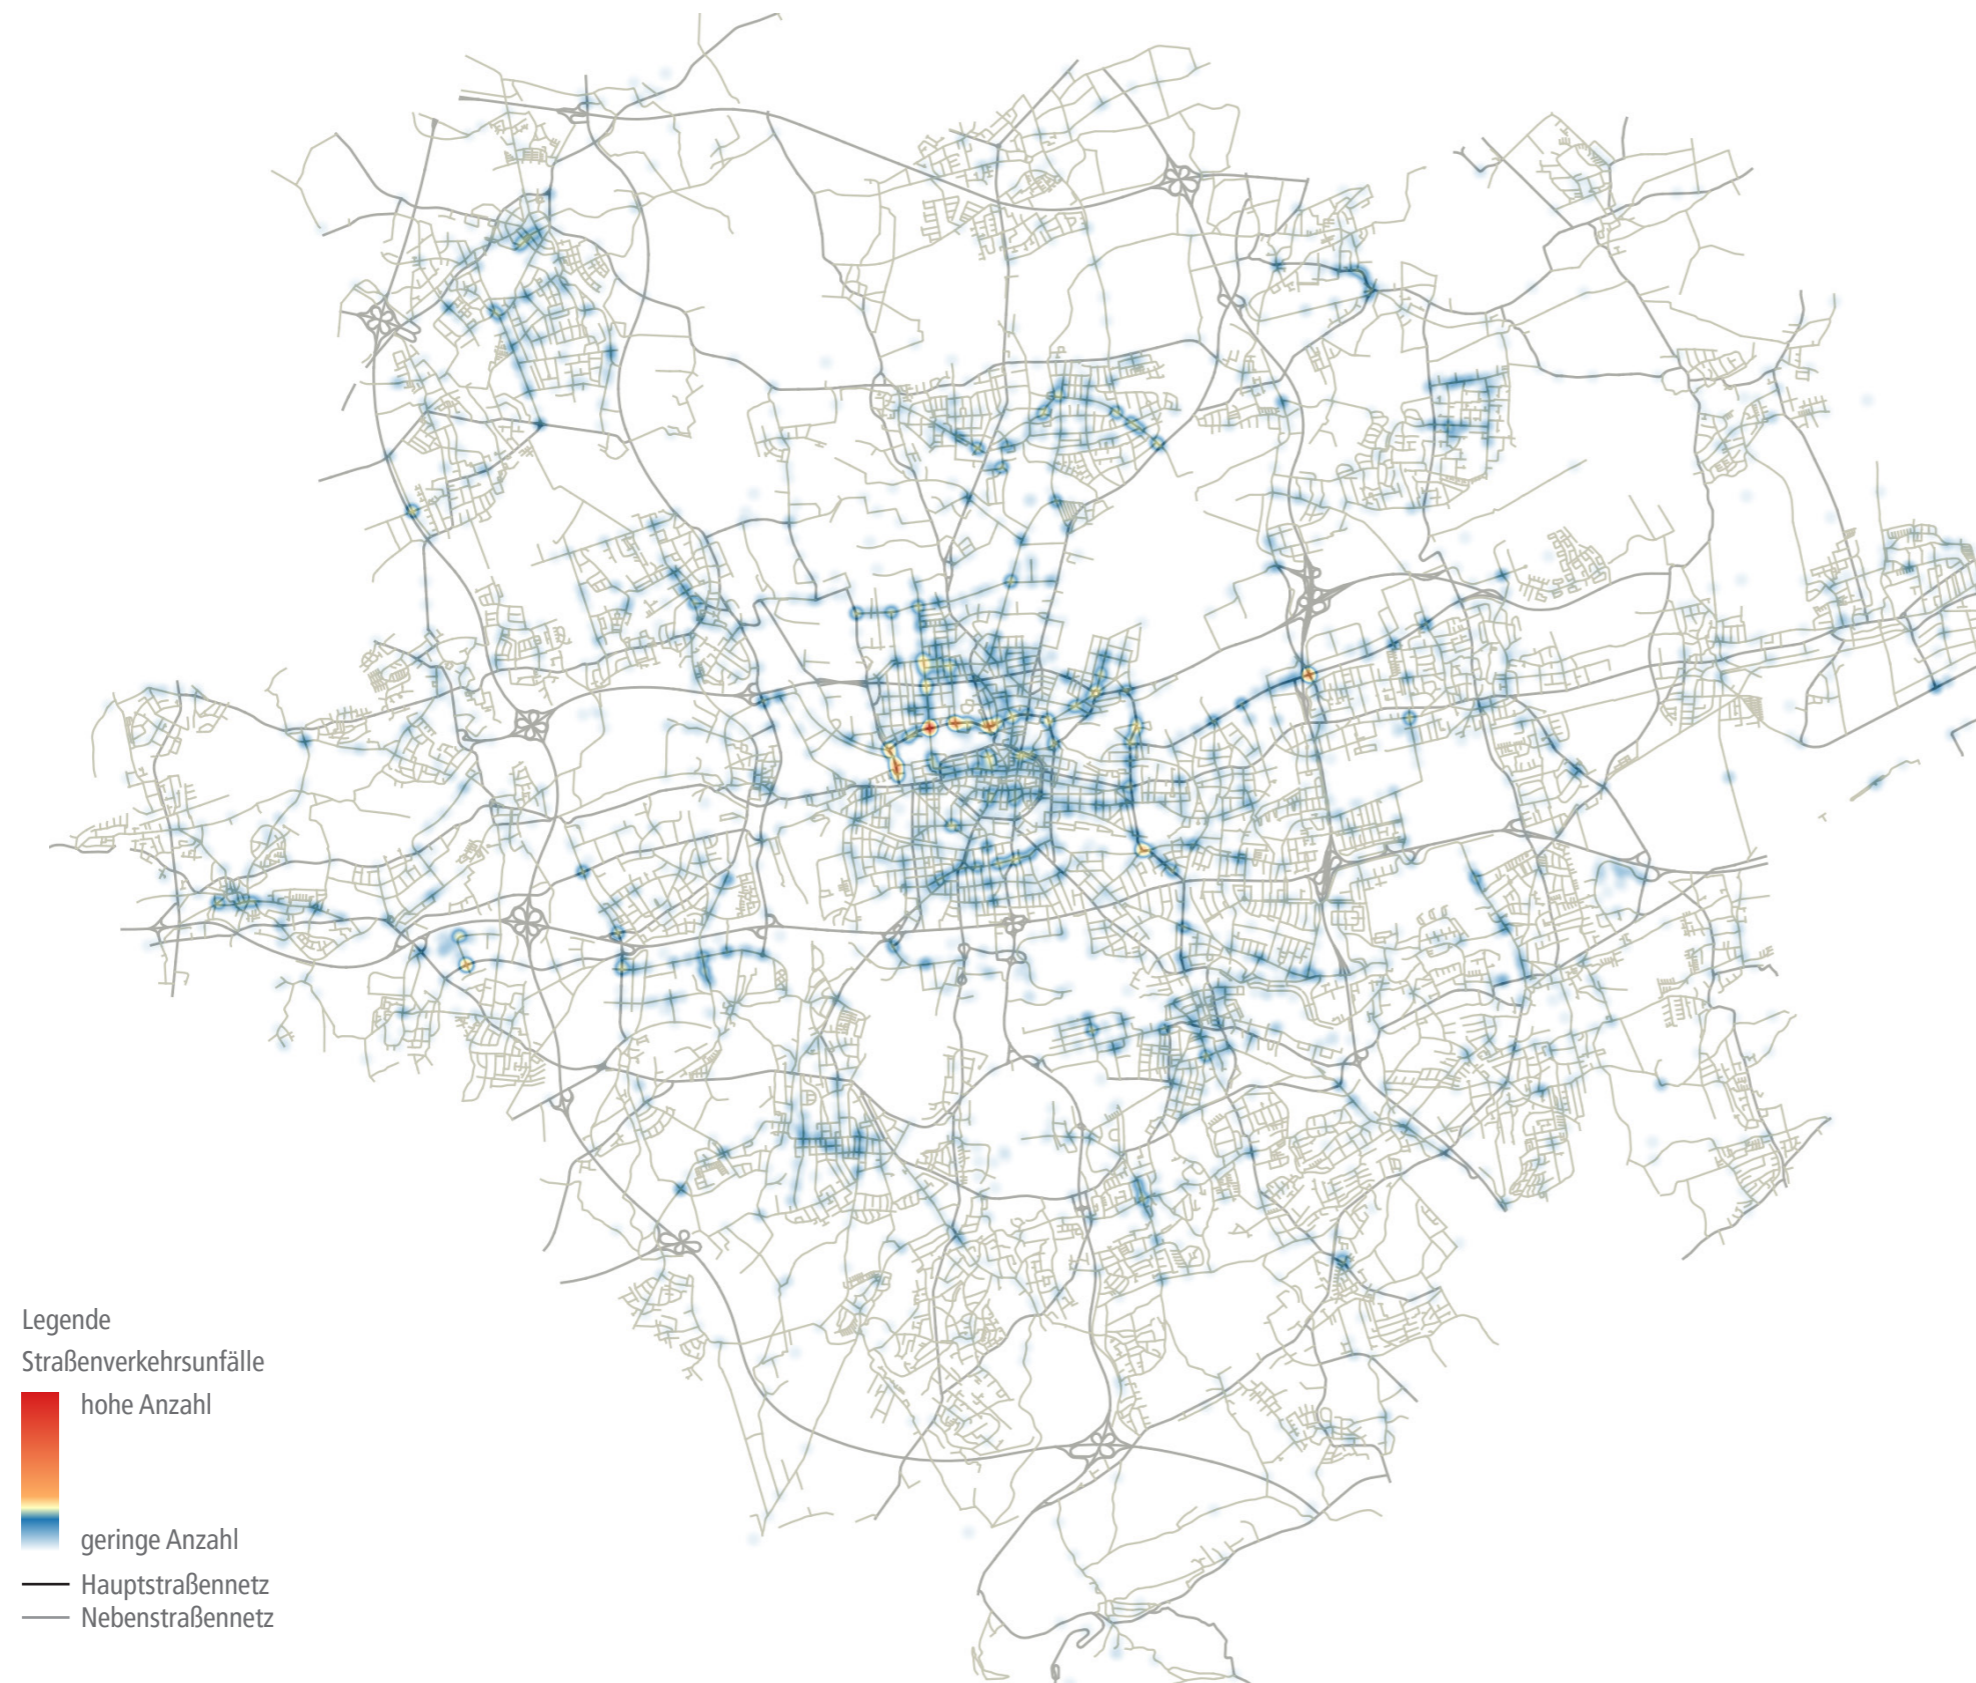 Legende
Straßenverkehrsunfälle
hohe Anzahl
geringe Anzahl
Hauptstraßennetz
Nebenstraßennetz